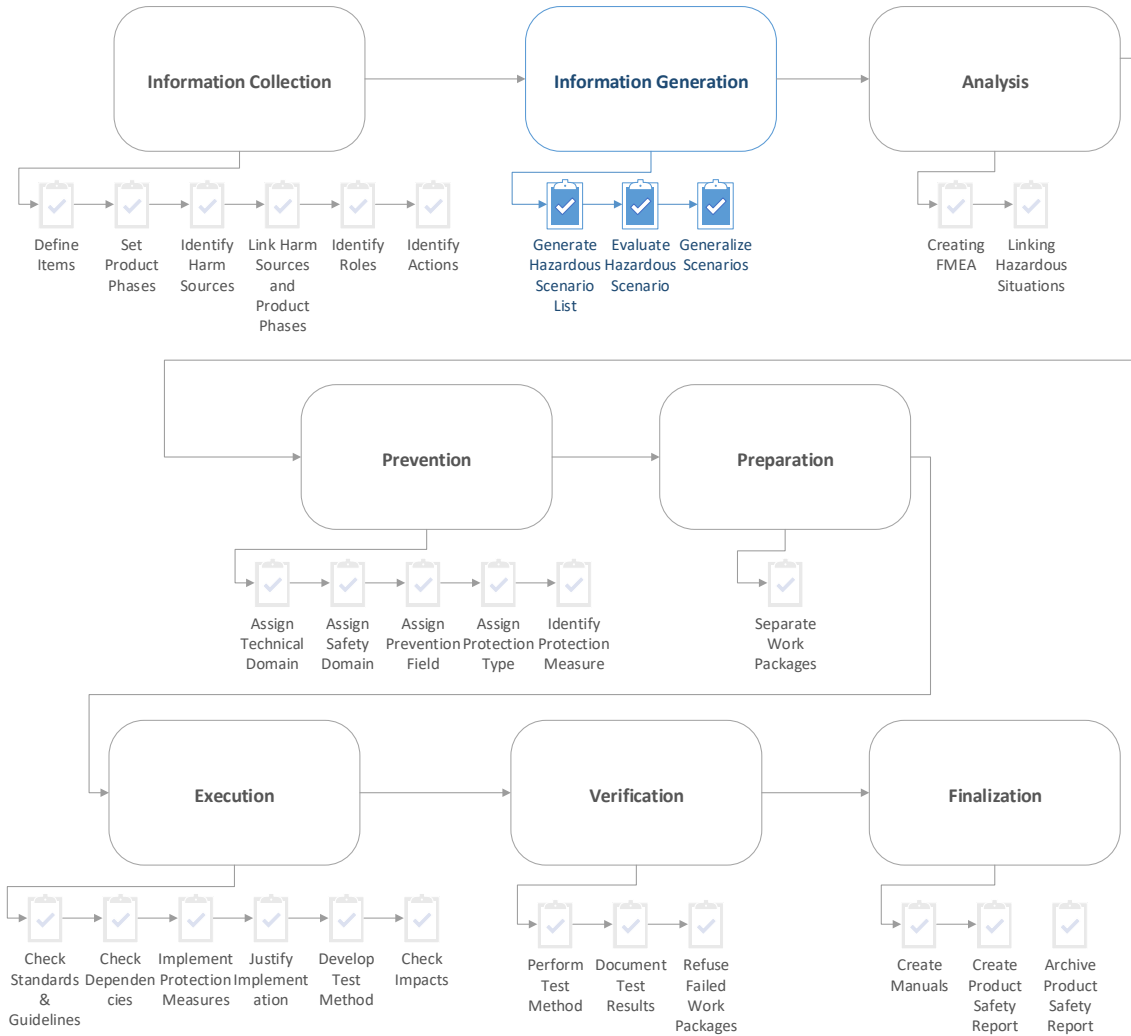 Information Collection
Information Generation
Analysis
Define
Items
Set
Product
Phases
Identify
Harm
Sources
Link Harm
Sources
and
Product
Phases
Identify
Roles
Identify
Actions
Generate
Hazardous
Scenario
List
Evaluate
Hazardous
Scenario
Generalize
Scenarios
Creating
FMEA
Linking
Hazardous
Situations
Prevention
Preparation
Assign
Technical
Domain
Assign
Safety
Domain
Assign
Prevention
Field
Assign
Protection
Type
Identify
Protection
Measure
Separate
Work
Packages
Execution
Verification
Finalization
Check
Standards
&
Guidelines
Check
Dependen
cies
Implement
Protection
Measures
Justify
Implement
ation
Develop
Test
Method
Check
Impacts
Perform
Test
Method
Document
Test
Results
Refuse
Failed
Work
Packages
Create
Manuals
Create
Product
Safety
Report
Archive
Product
Safety
Report